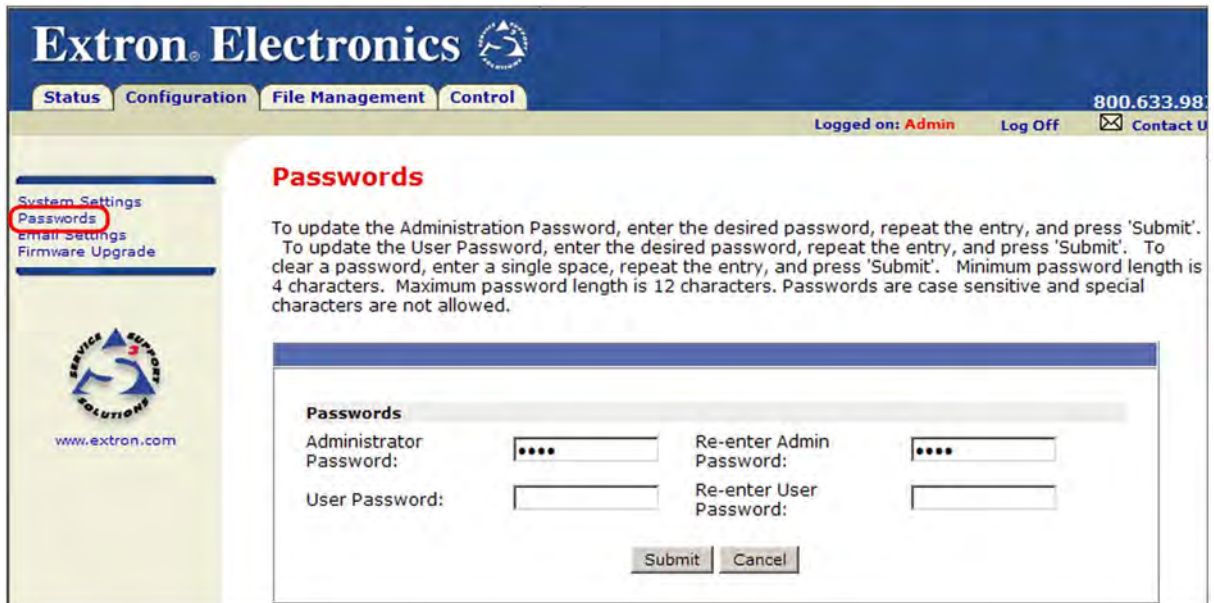 Extron® Electronics
Status Configuration File Management Control
800.633.987
Logged on: Admin Log Off Contact U
System Settings
Passwords
Email Settings
Firmware Upgrade
SERVICE SUPPORT SOLUTIONS
3
www.extron.com
Passwords
To update the Administration Password, enter the desired password, repeat the entry, and press 'Submit'.
To update the User Password, enter the desired password, repeat the entry, and press 'Submit'. To
clear a password, enter a single space, repeat the entry, and press 'Submit'. Minimum password length is
4 characters. Maximum password length is 12 characters. Passwords are case sensitive and special
characters are not allowed.
Passwords
Administrator
Password:
••••
Re-enter Admin
Password:
••••
User Password:
Re-enter User
Password:
Submit Cancel